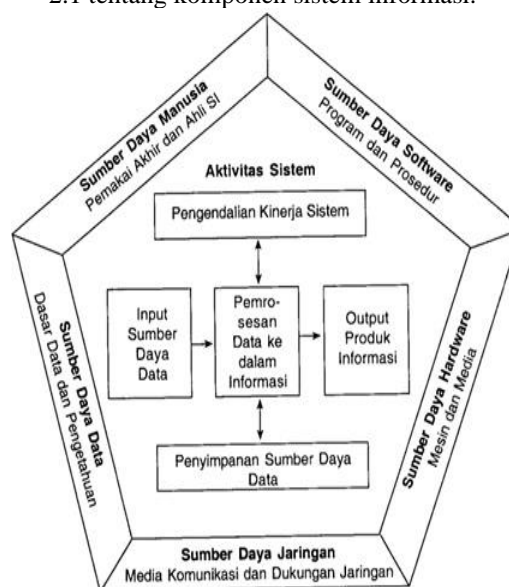 2.1 tentang komponen sistem informasi.
Sumber Daya Manusia
Pemakai Akhir dan Ahli SI
Sumber Daya Software
Program dan Prosedur
Aktivitas Sistem
Pengendalian Kinerja Sistem
Input
Sumber
Daya
Data
Pemro-
sesan
Data ke
dalam
Informasi
Output
Produk
Informasi
Penyimpanan Sumber Daya
Data
Sumber Daya Data
Dasar Data dan Pengetahuan
Sumber Daya Hardware
Mesin dan Media
Sumber Daya Jaringan
Media Komunikasi dan Dukungan Jaringan